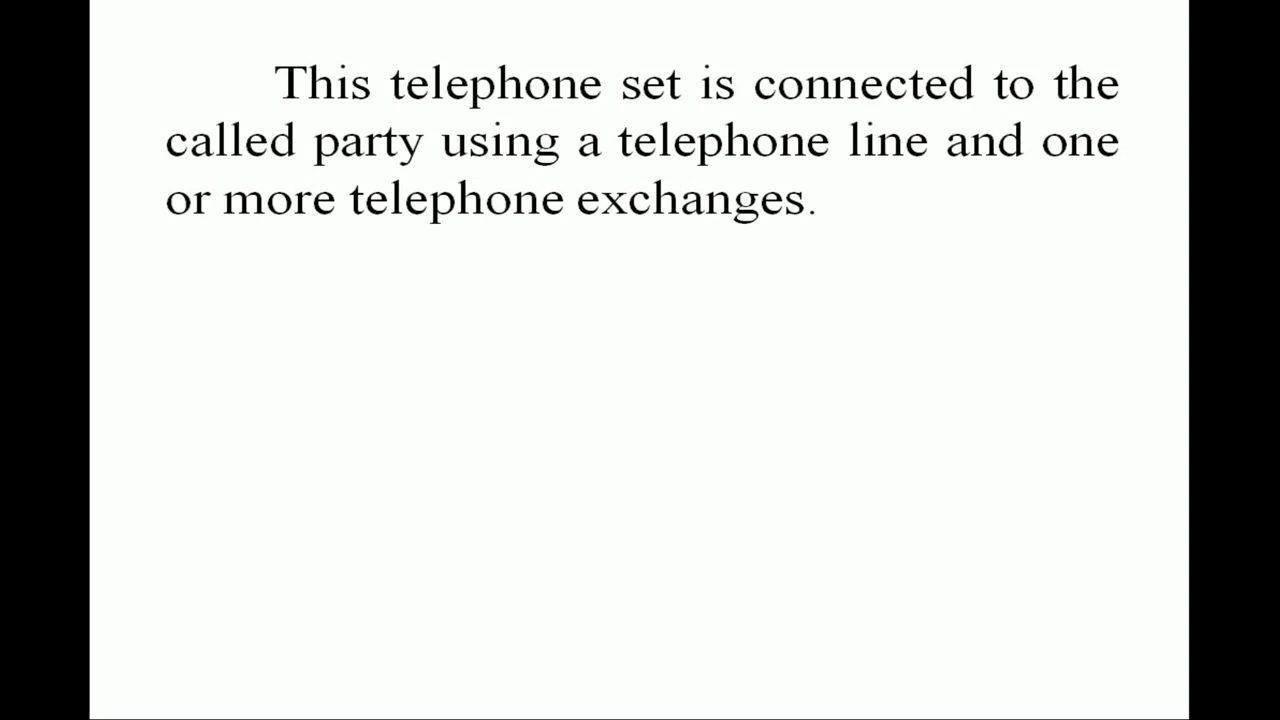 This telephone set is connected to the
called party using a telephone line and one
or more telephone exchanges.